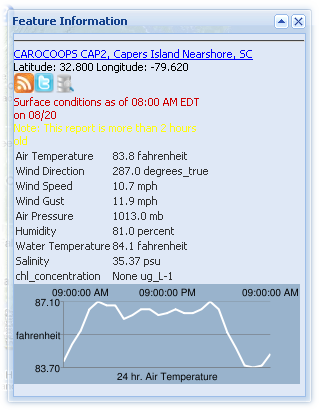 Feature Information
CAROCOOPS CAP2, Capers Island Nearshore, SC
Latitude: 32.800 Longitude: -79.620
Surface conditions as of 08:00 AM EDT
on 08/20
Note: This report is more than 1 hour
old
Air Temperature 83.8 fahrenheit
Wind Direction 287.0 degrees_true
Wind Speed 10.7 mph
Wind Gust 11.9 mph
Air Pressure 1013.0 mb
Humidity 81.0 percent
Water Temperature 84.1 fahrenheit
Salinity 35.37 psu
chl_concentration None ug_L-1
09:00:00 AM 09:00:00 PM 09:00:00 AM
87.10
fahrenheit
83.70
24 hr. Air Temperature